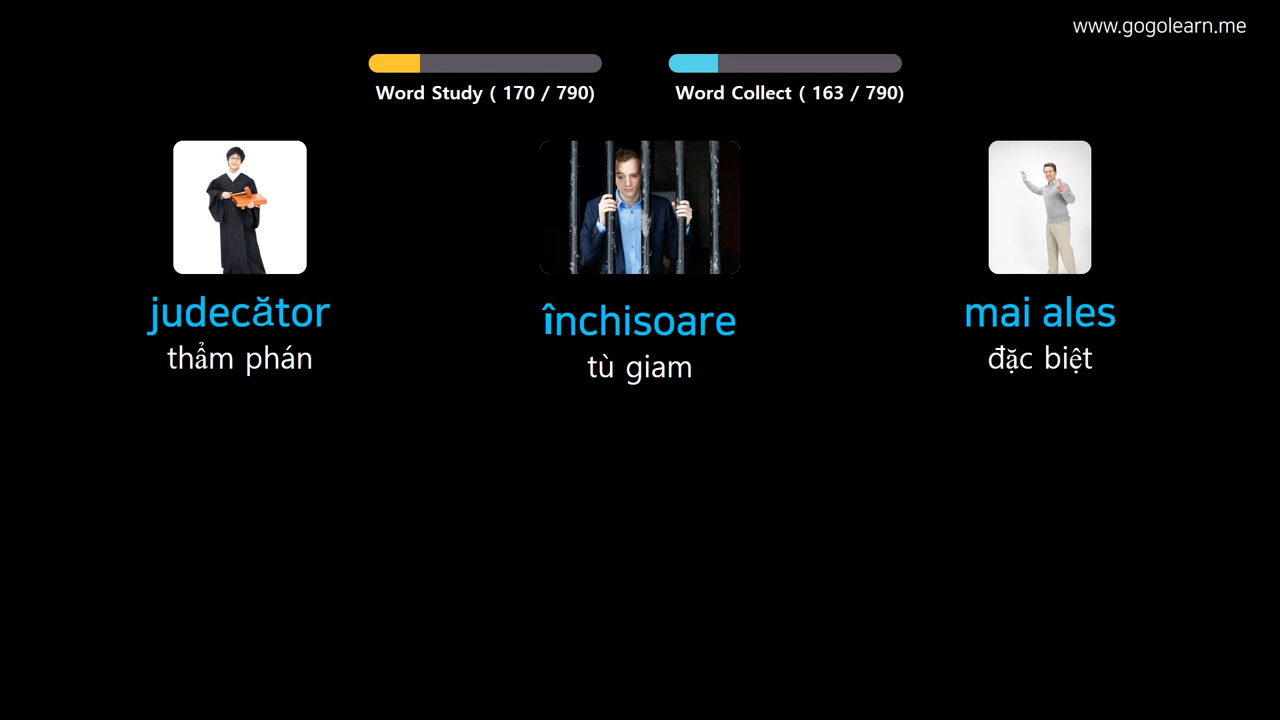 www.gogolearn.me
Word Study ( 170 / 790)
Word Collect ( 163 / 790)
judecător
thẩm phán
închisoare
tù giam
mai ales
đặc biệt